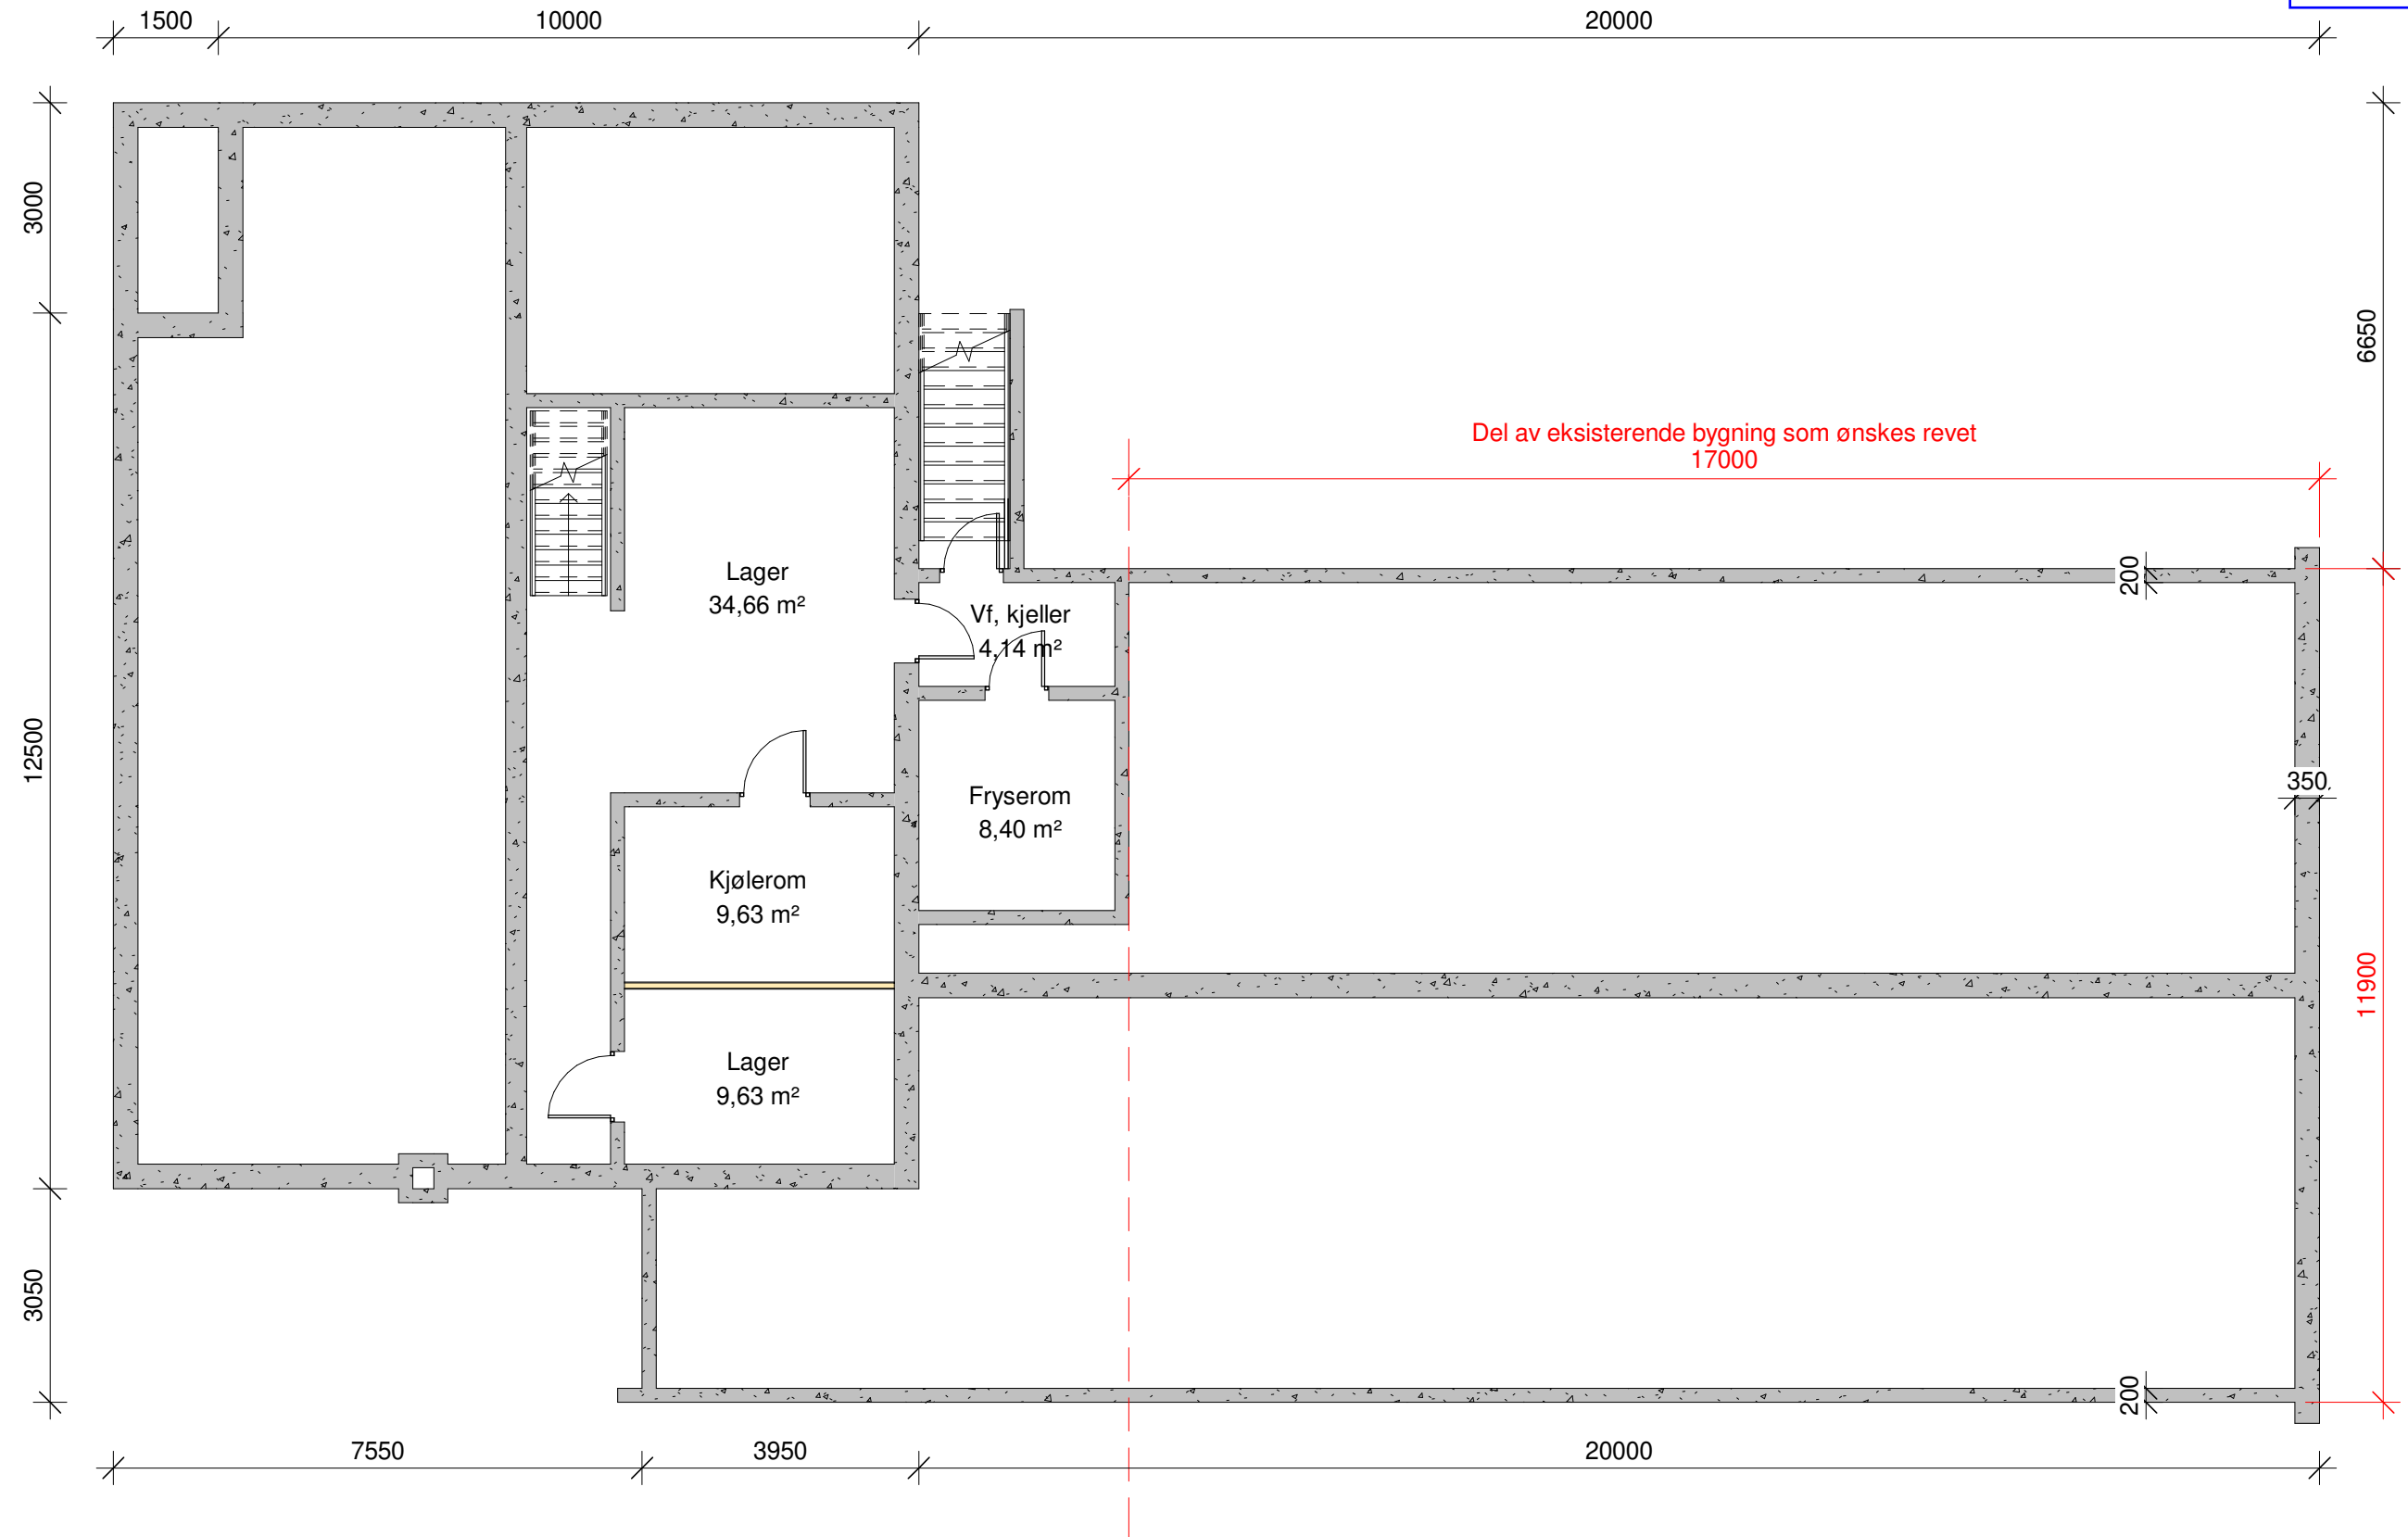 1500
10000
20000
3000
6650
Del av eksisterende bygning som ønskes revet
17000
Lager
34,66 m²
200
Vf, kjeller
4,14 m²
12500
350
Fryserom
8,40 m²
Kjølerom
9,63 m²
11900
Lager
9,63 m²
3050
200
7550
3950
20000